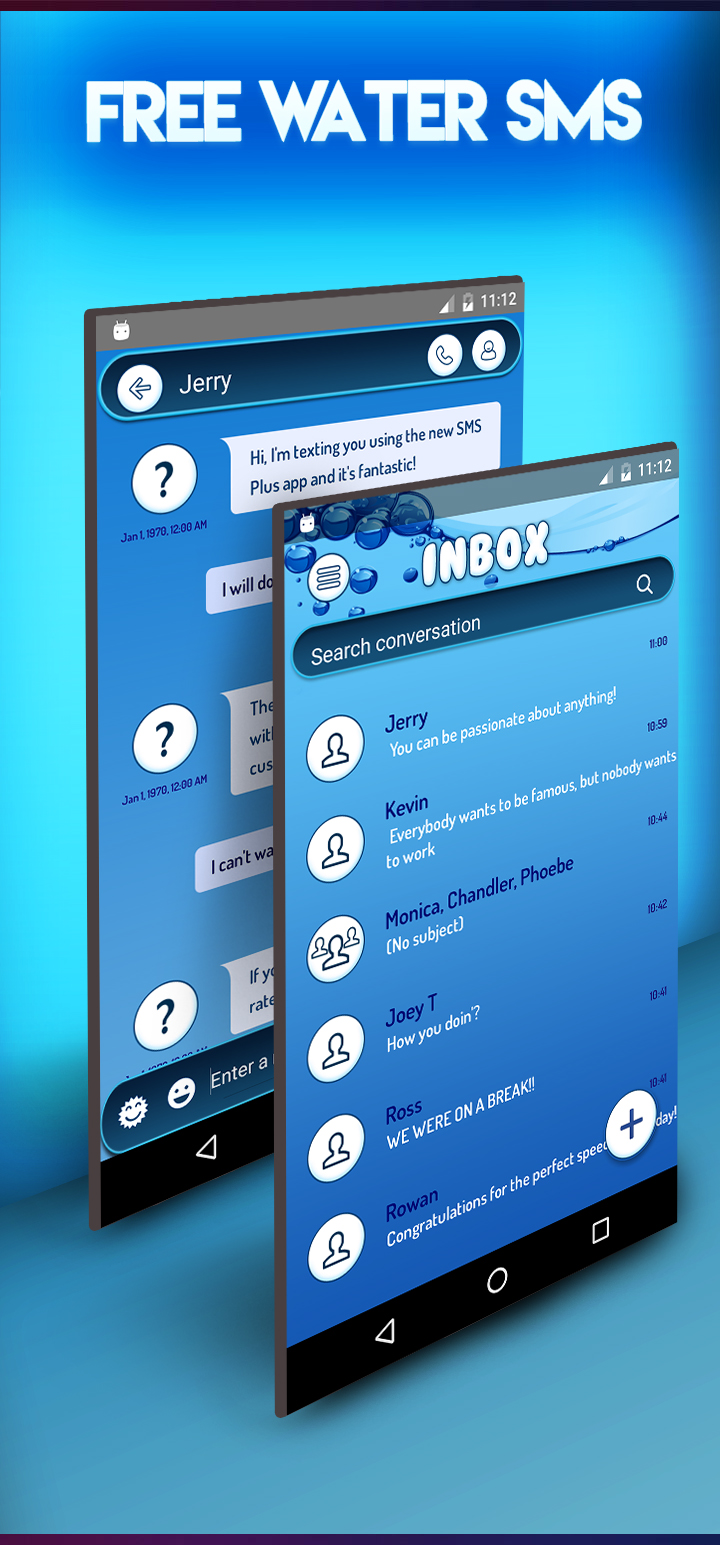 FREE WATER SMS
11:12
Jerry
Hi, I'm texting you using the new SMS
Plus app and it's fantastic!
Jan 1, 1970, 12:00 AM
I will do
The
with
cus
Jan 1, 1970, 12:00 AM
I can't wa
If yo
rate
Enter a
11:12
INBOX
Search conversation
11:00
Jerry
You can be passionate about anything!
10:59
Kevin
Everybody wants to be famous, but nobody wants
to work
10:44
Monica, Chandler, Phoebe
(No subject)
10:42
Joey T
How you doin'?
10:41
Ross
WE WERE ON A BREAK!!
10:41
Rowan
Congratulations for the perfect speec day!